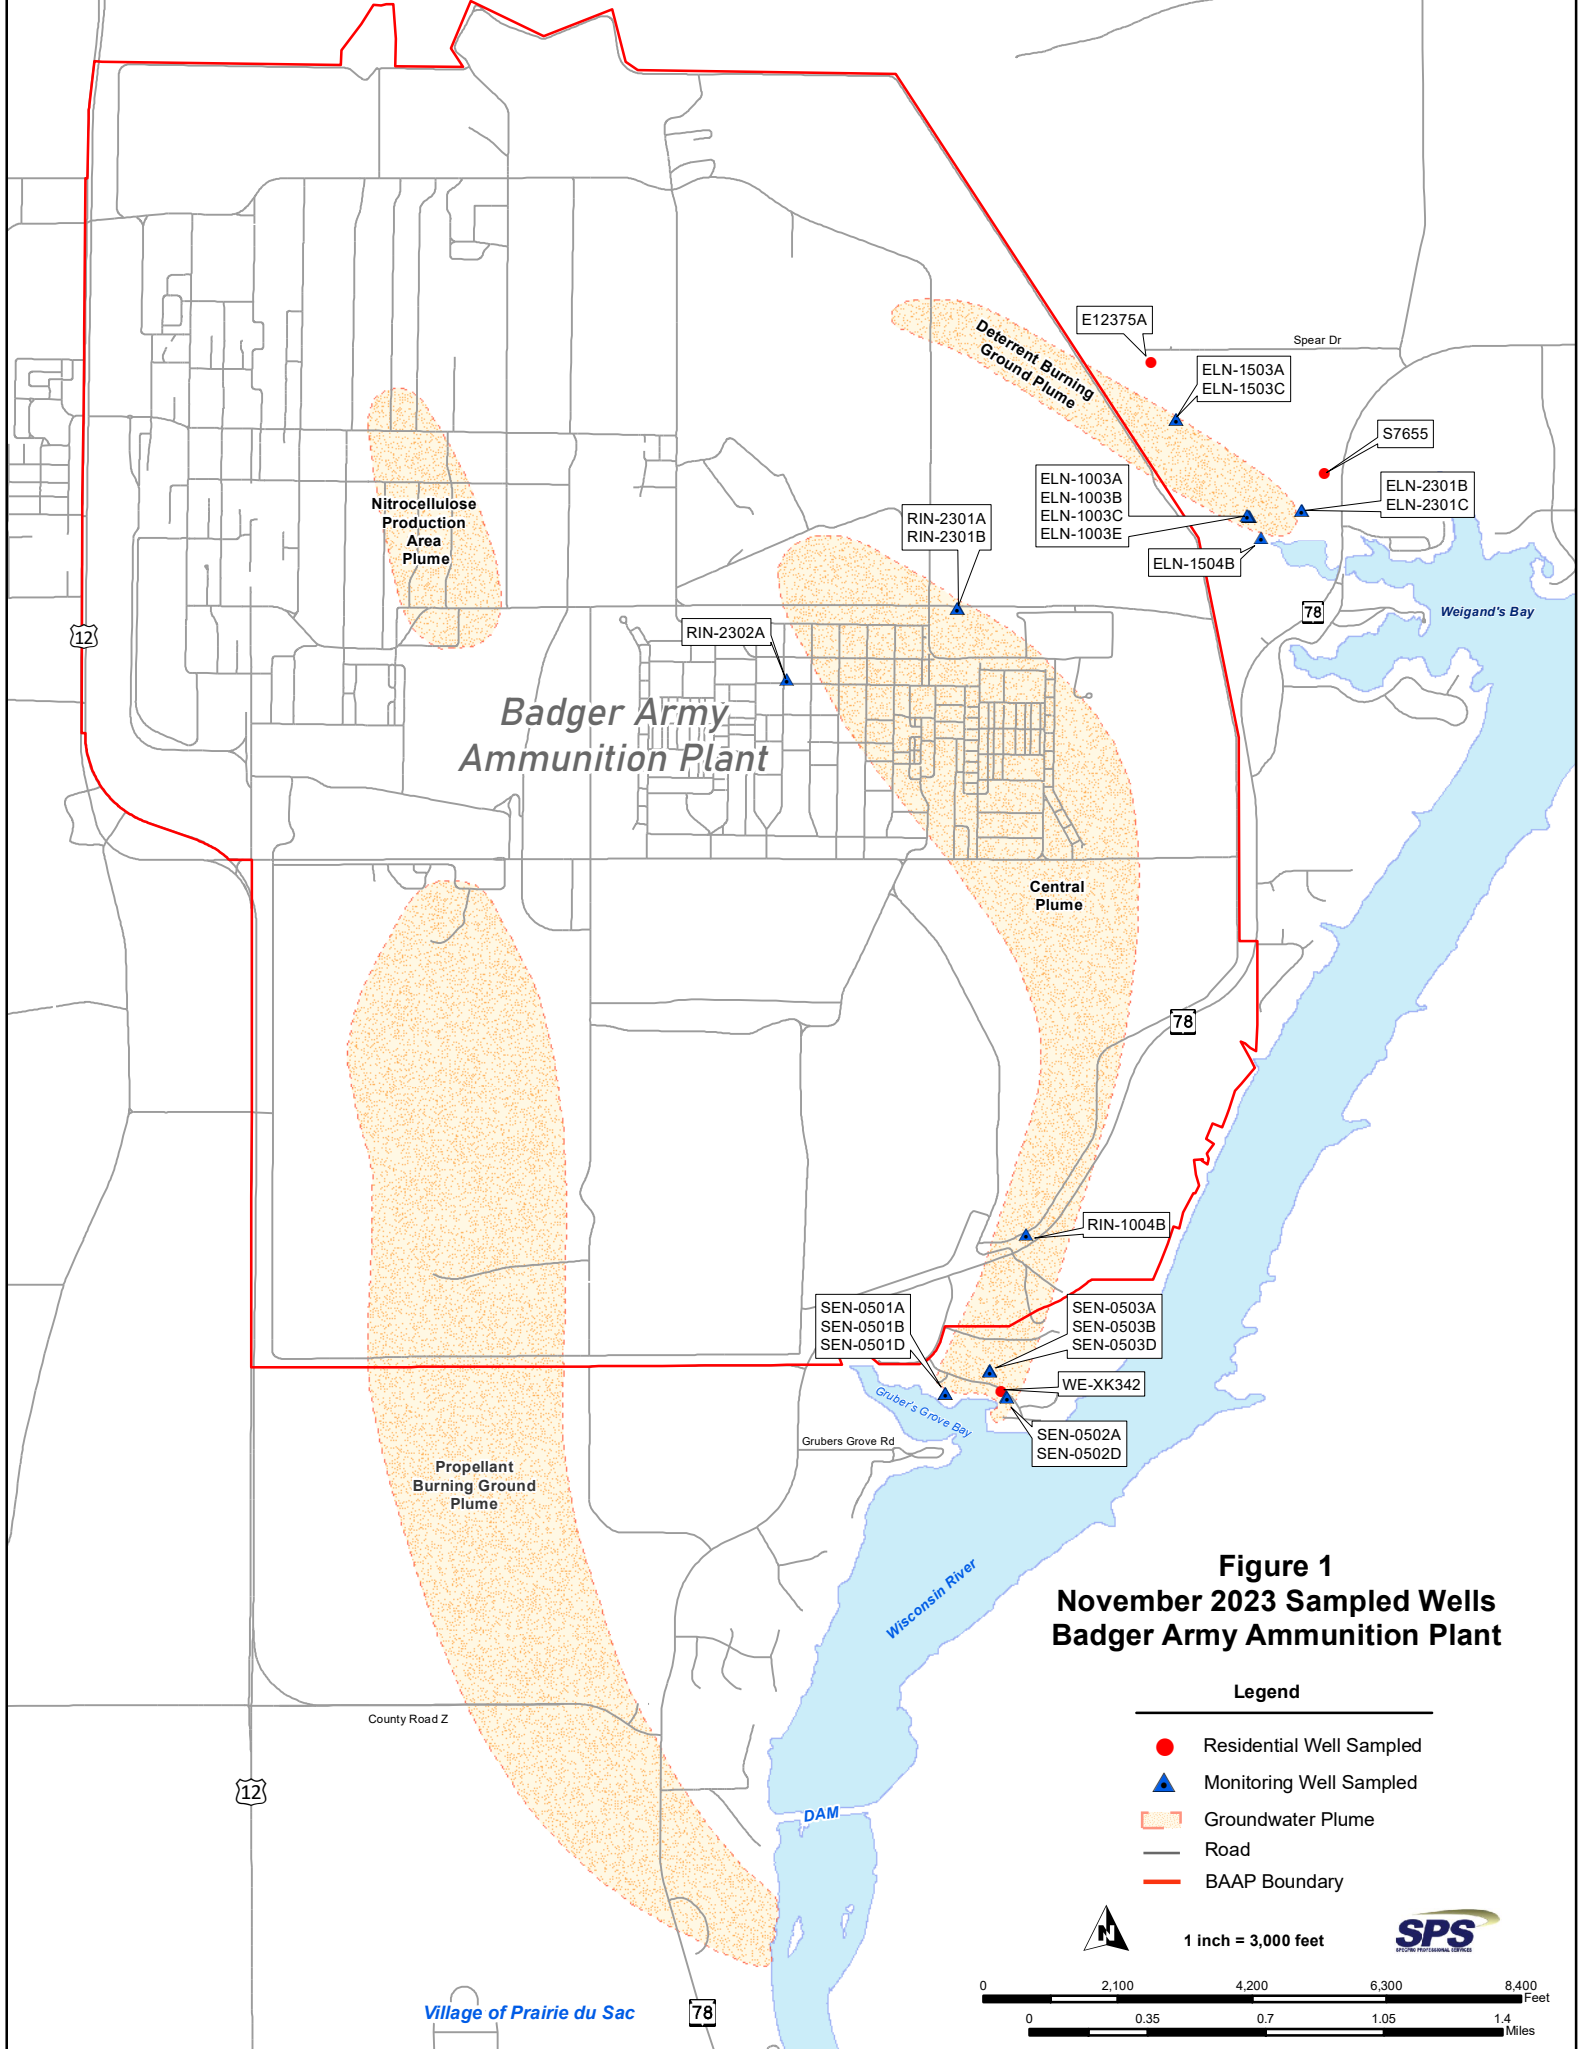 E12375A
Spear Dr
Deterrent Burning
Ground Plume
ELN-1503A
ELN-1503C
S7655
ELN-1003A
ELN-1003B
ELN-1003C
ELN-1003E
ELN-2301B
ELN-2301C
Nitrocellulose
Production
Area
Plume
RIN-2301A
RIN-2301B
ELN-1504B
78
Weigand's Bay
12
RIN-2302A
Badger Army
Ammunition Plant
Central
Plume
78
RIN-1004B
SEN-0501A
SEN-0501B
SEN-0501D
SEN-0503A
SEN-0503B
SEN-0503D
WE-XK342
Gruber's Grove Bay
SEN-0502A
SEN-0502D
Grubers Grove Rd
Propellant
Burning Ground
Plume
Wisconsin River
Figure 1
November 2023 Sampled Wells
Badger Army Ammunition Plant
Legend
Residential Well Sampled
Monitoring Well Sampled
Groundwater Plume
Road
BAAP Boundary
County Road Z
12
DAM
N
1 inch = 3,000 feet
SPS
SPECPRO PROFESSIONAL SERVICES
0 2,100 4,200 6,300 8,400
Feet
0 0.35 0.7 1.05 1.4
Miles
Village of Prairie du Sac
78